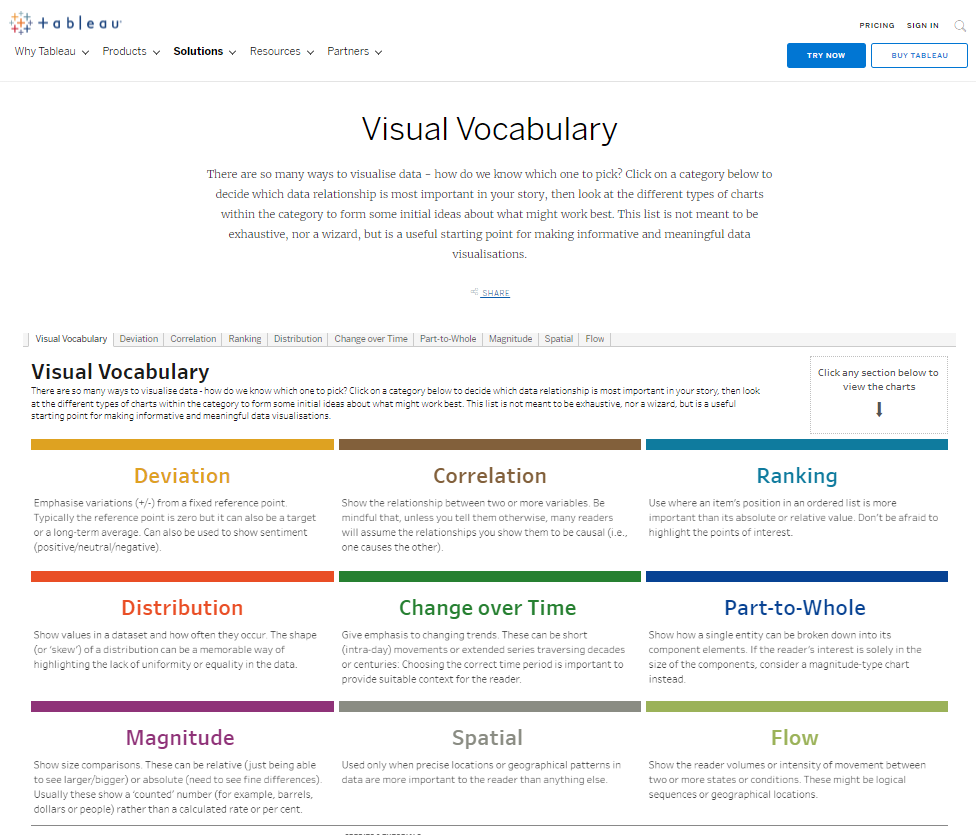 tableau
PRICING SIGN IN
Why Tableau Products Solutions Resources Partners
TRY NOW BUY TABLEAU
Visual Vocabulary
There are so many ways to visualise data - how do we know which one to pick? Click on a category below to
decide which data relationship is most important in your story, then look at the different types of charts
within the category to form some initial ideas about what might work best. This list is not meant to be
exhaustive, nor a wizard, but is a useful starting point for making informative and meaningful data
visualisations.
SHARE
Visual Vocabulary Deviation Correlation Ranking Distribution Change over Time Part-to-Whole Magnitude Spatial Flow
Visual Vocabulary
There are so many ways to visualise data - how do we know which one to pick? Click on a category below to decide which data relationship is most important in your story, then look
at the different types of charts within the category to form some initial ideas about what might work best. This list is not meant to be exhaustive, nor a wizard, but is a useful
starting point for making informative and meaningful data visualisations.
Click any section below to
view the charts
Deviation
Emphasise variations (+/-) from a fixed reference point.
Typically the reference point is zero but it can also be a target
or a long-term average. Can also be used to show sentiment
(positive/neutral/negative).
Correlation
Show the relationship between two or more variables. Be
mindful that, unless you tell them otherwise, many readers
will assume the relationships you show them to be causal (i.e.,
one causes the other).
Ranking
Use where an item's position in an ordered list is more
important than its absolute or relative value. Don't be afraid to
highlight the points of interest.
Distribution
Show values in a dataset and how often they occur. The shape
(or 'skew') of a distribution can be a memorable way of
highlighting the lack of uniformity or equality in the data.
Change over Time
Give emphasis to changing trends. These can be short
(intra-day) movements or extended series traversing decades
or centuries: Choosing the correct time period is important to
provide suitable context for the reader.
Part-to-Whole
Show how a single entity can be broken down into its
component elements. If the reader's interest is solely in the
size of the components, consider a magnitude-type chart
instead.
Magnitude
Show size comparisons. These can be relative (just being able
to see larger/bigger) or absolute (need to see fine differences).
Usually these show a 'counted' number (for example, barrels,
dollars or people) rather than a calculated rate or per cent.
Spatial
Used only when precise locations or geographical patterns in
data are more important to the reader than anything else.
Flow
Show the reader volumes or intensity of movement between
two or more states or conditions. These might be logical
sequences or geographical locations.